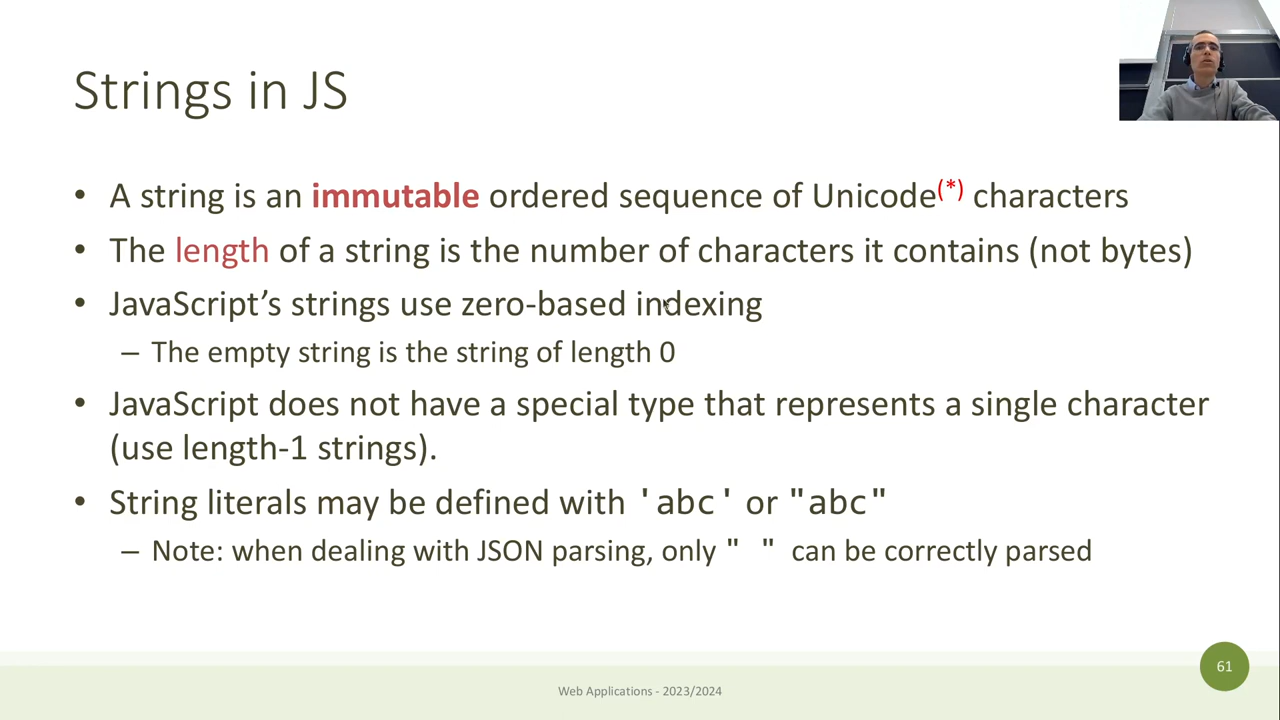 Strings in JS
• A string is an immutable ordered sequence of Unicode(*) characters
• The length of a string is the number of characters it contains (not bytes)
• JavaScript’s strings use zero-based indexing
– The empty string is the string of length 0
• JavaScript does not have a special type that represents a single character
(use length-1 strings).
• String literals may be defined with 'abc' or "abc"
– Note: when dealing with JSON parsing, only " " can be correctly parsed
61
Web Applications - 2023/2024